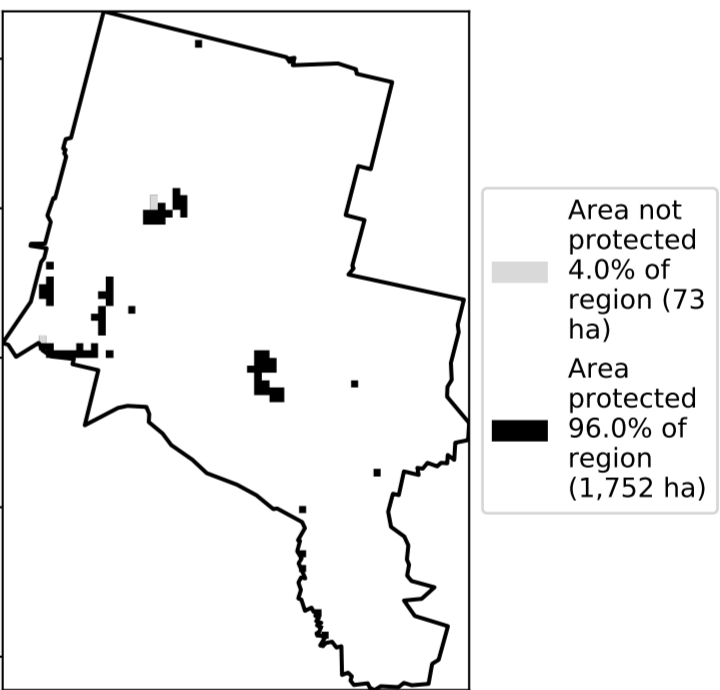 Area not
protected
4.0% of
region (73
ha)
Area
protected
96.0% of
region
(1,752 ha)